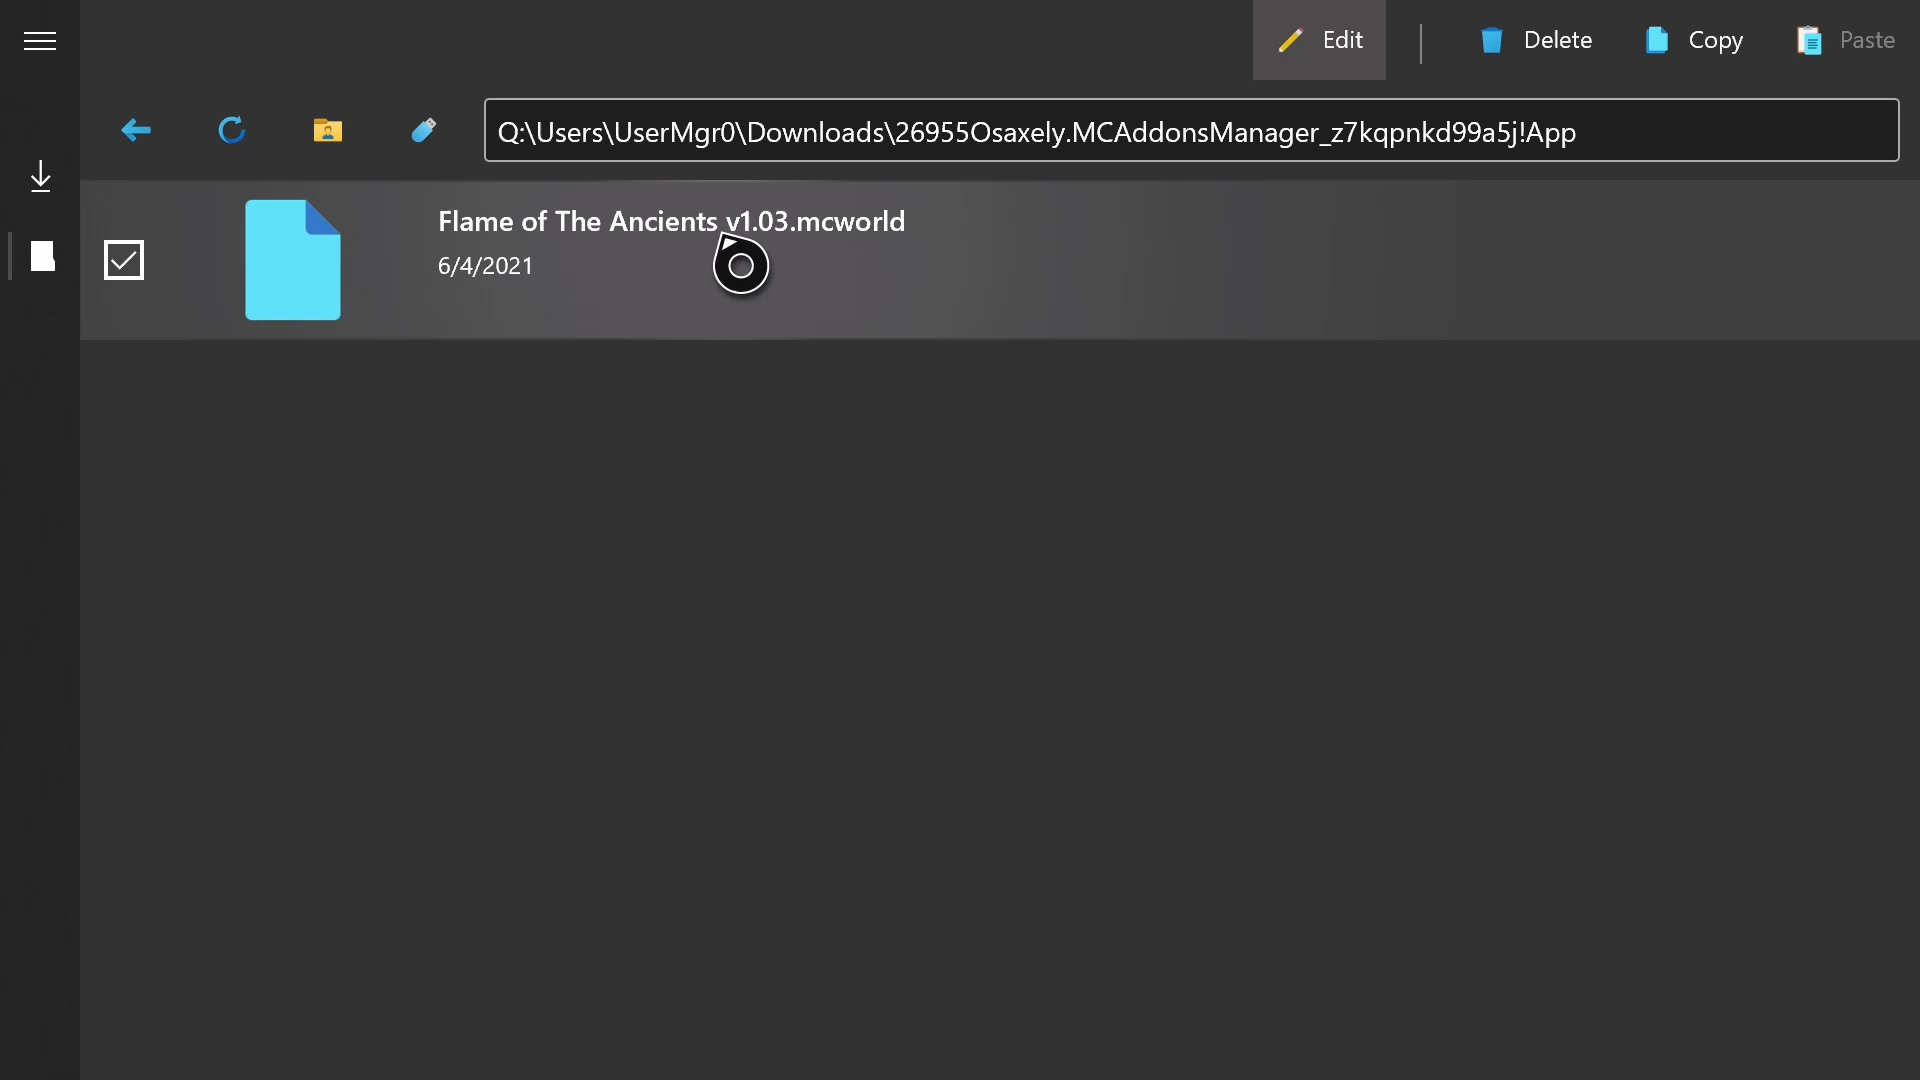 Edit
Delete
Copy
Paste
Q:\Users\UserMgr0\Downloads\26955Osaxely.MCAddonsManager_z7kqpnkd99a5j!App
Flame of The Ancients v1.03.mcworld
6/4/2021